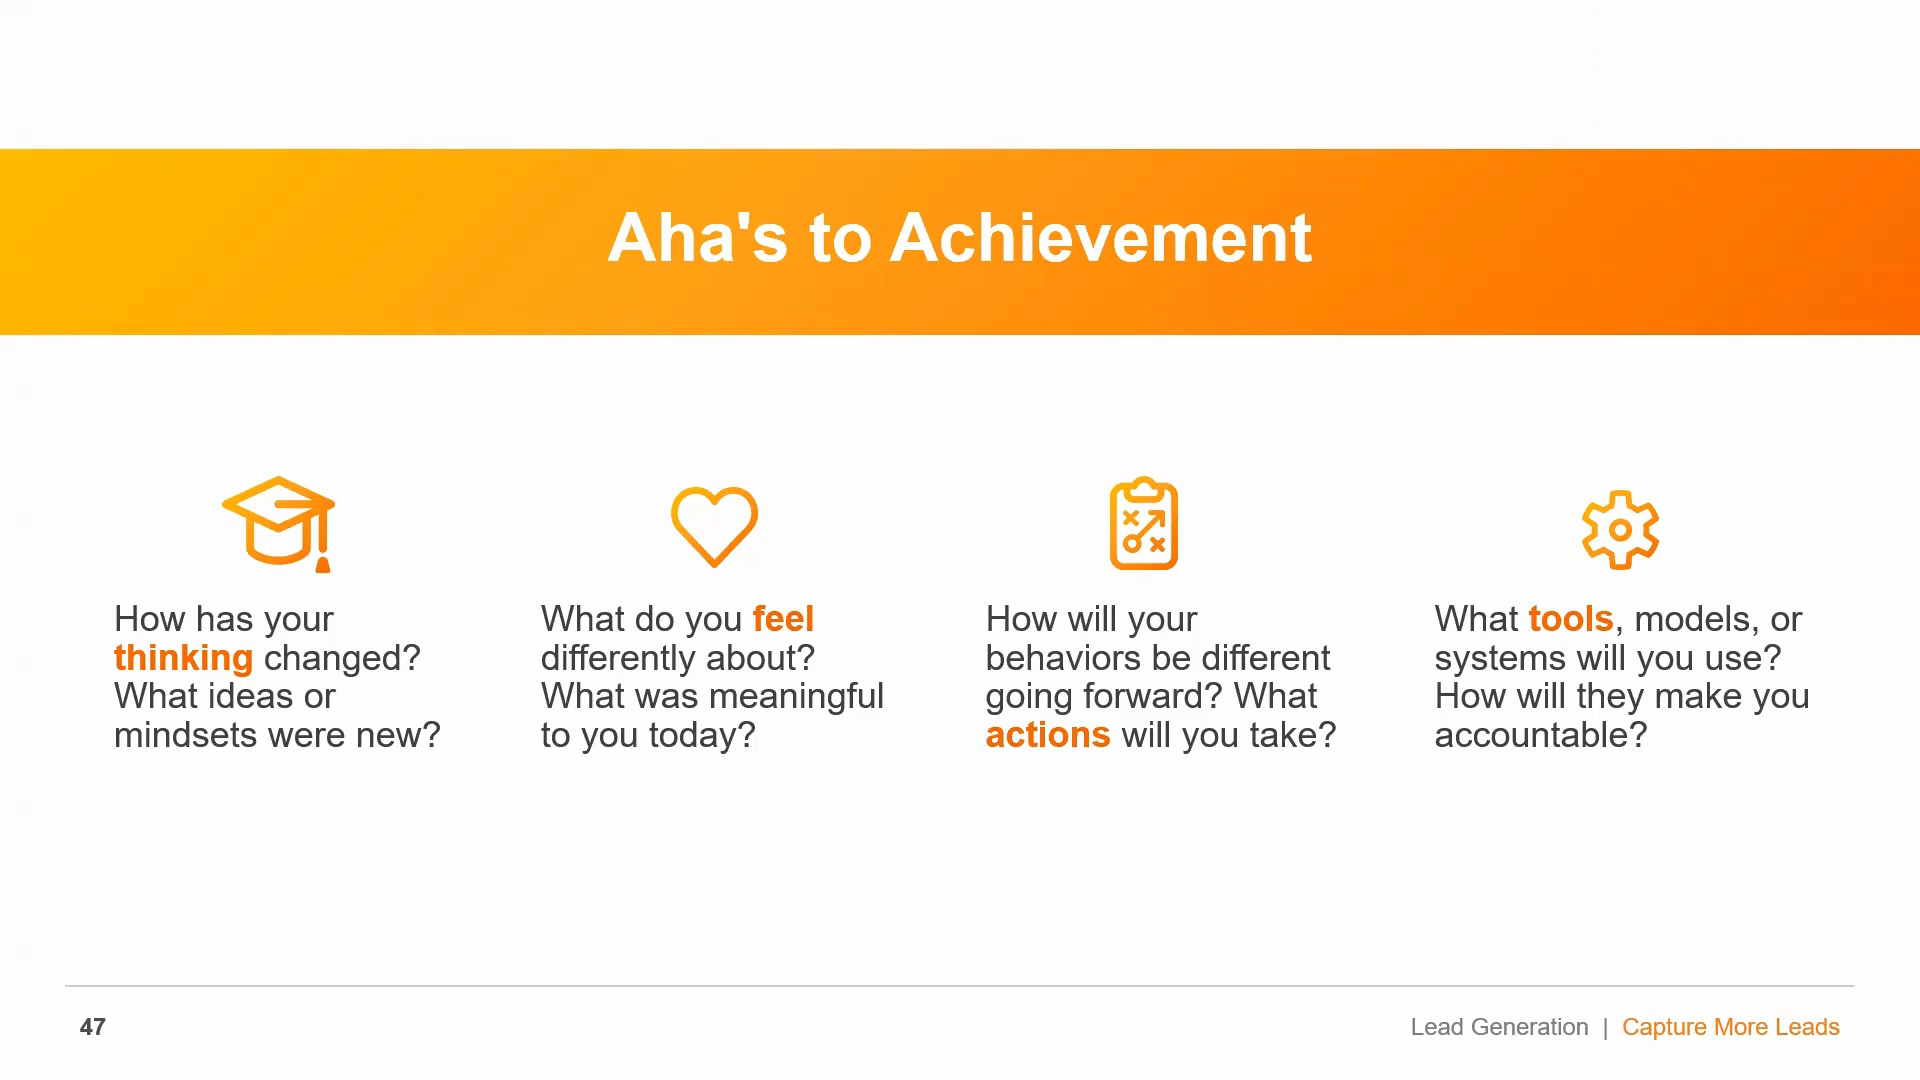 Aha's to Achievement
How has your
thinking changed?
What ideas or
mindsets were new?
What do you feel
differently about?
What was meaningful
to you today?
How will your
behaviors be different
going forward? What
actions will you take?
What tools, models, or
systems will you use?
How will they make you
accountable?
47
Lead Generation | Capture More Leads